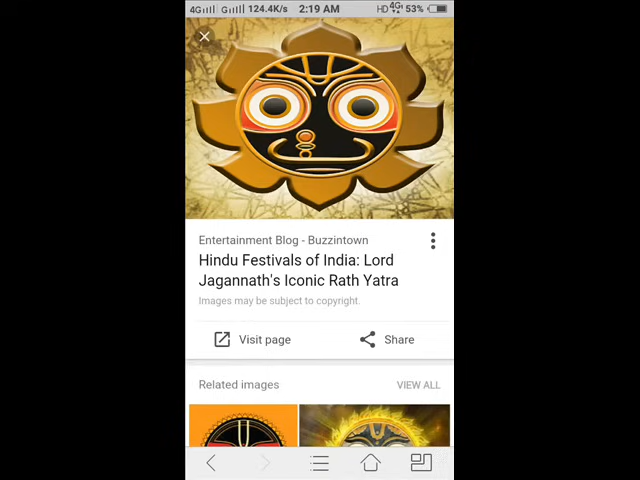 4G G 124.4K/s 2:19 AM HD 4G 53%
Entertainment Blog - Buzzintown
Hindu Festivals of India: Lord
Jagannath's Iconic Rath Yatra
Images may be subject to copyright.
Visit page Share
Related images VIEW ALL